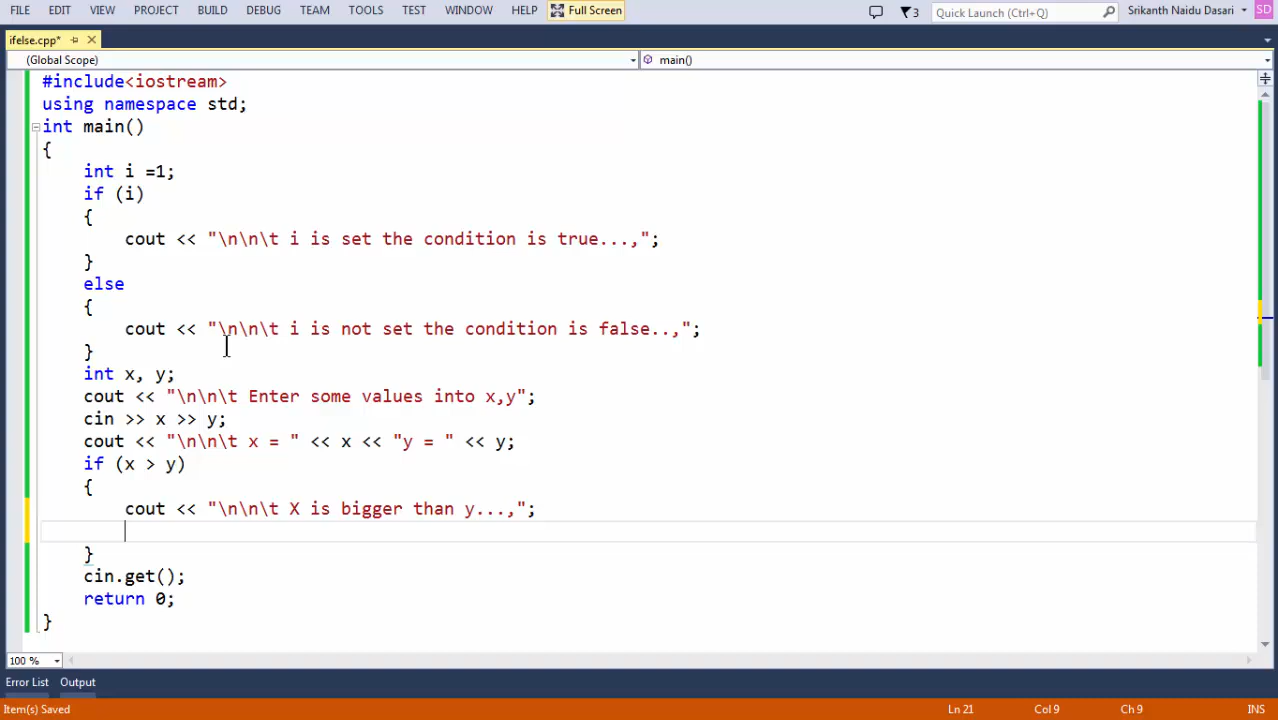 FILE EDIT VIEW PROJECT BUILD DEBUG TEAM TOOLS TEST WINDOW HELP Full Screen 3 Quick Launch (Ctrl+Q) Srikanth Naidu Dasari SD
ifelse.cpp*
(Global Scope) main()
#include<iostream>
using namespace std;
int main()
{
    int i =1;
    if (i)
    {
        cout << "\n\n\t i is set the condition is true...,";
    }
    else
    {
        cout << "\n\n\t i is not set the condition is false..,";
    }
    int x, y;
    cout << "\n\n\t Enter some values into x,y";
    cin >> x >> y;
    cout << "\n\n\t x = " << x << "y = " << y;
    if (x > y)
    {
        cout << "\n\n\t X is bigger than y...,";
    }
    cin.get();
    return 0;
}
100 %
Error List Output
Item(s) Saved Ln 21 Col 9 Ch 9 INS